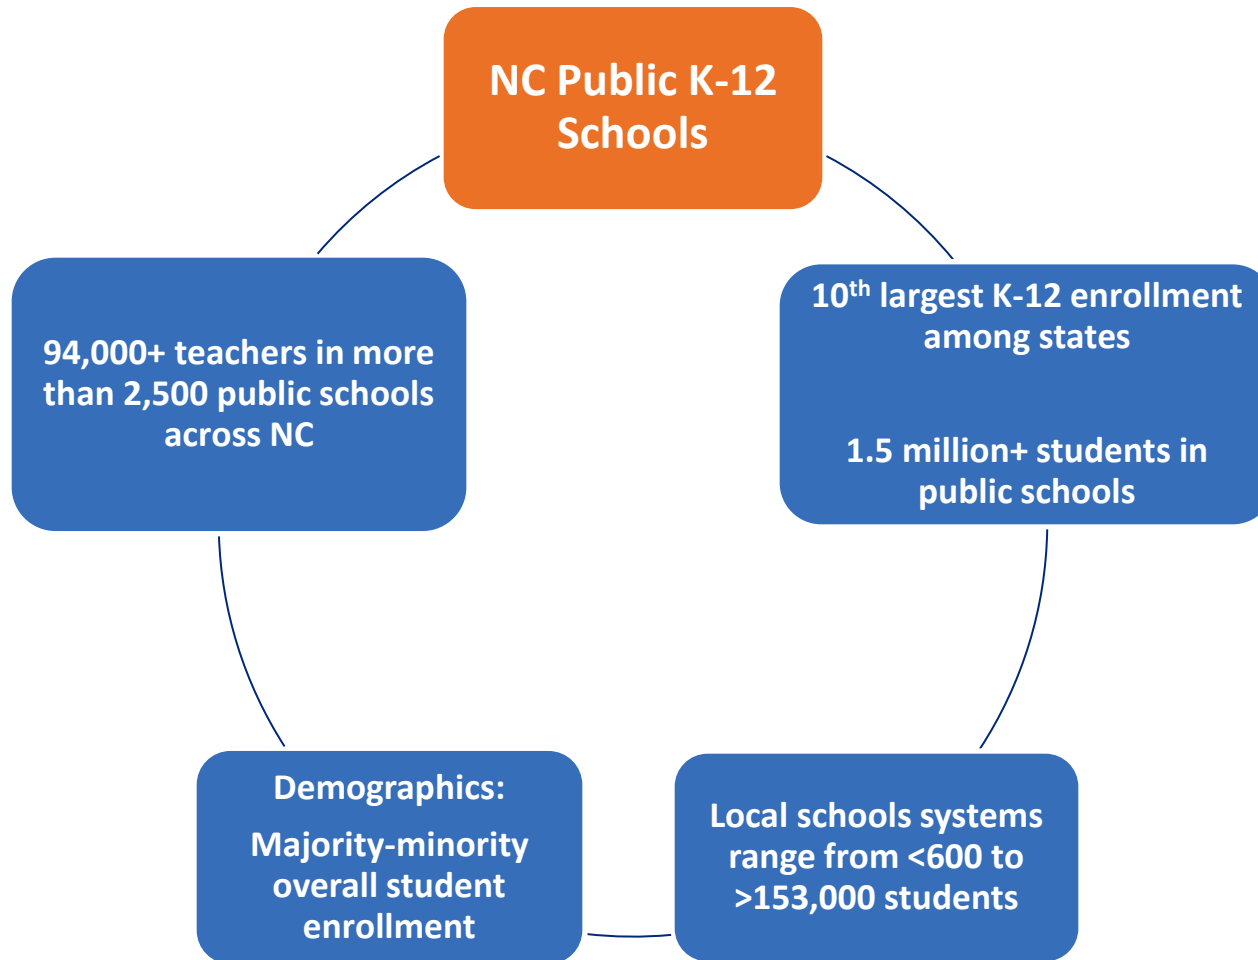 NC Public K-12
Schools
10th largest K-12 enrollment
among states
1.5 million+ students in
public schools
Local schools systems
range from <600 to
>153,000 students
Demographics:
Majority-minority
overall student
enrollment
94,000+ teachers in more
than 2,500 public schools
across NC